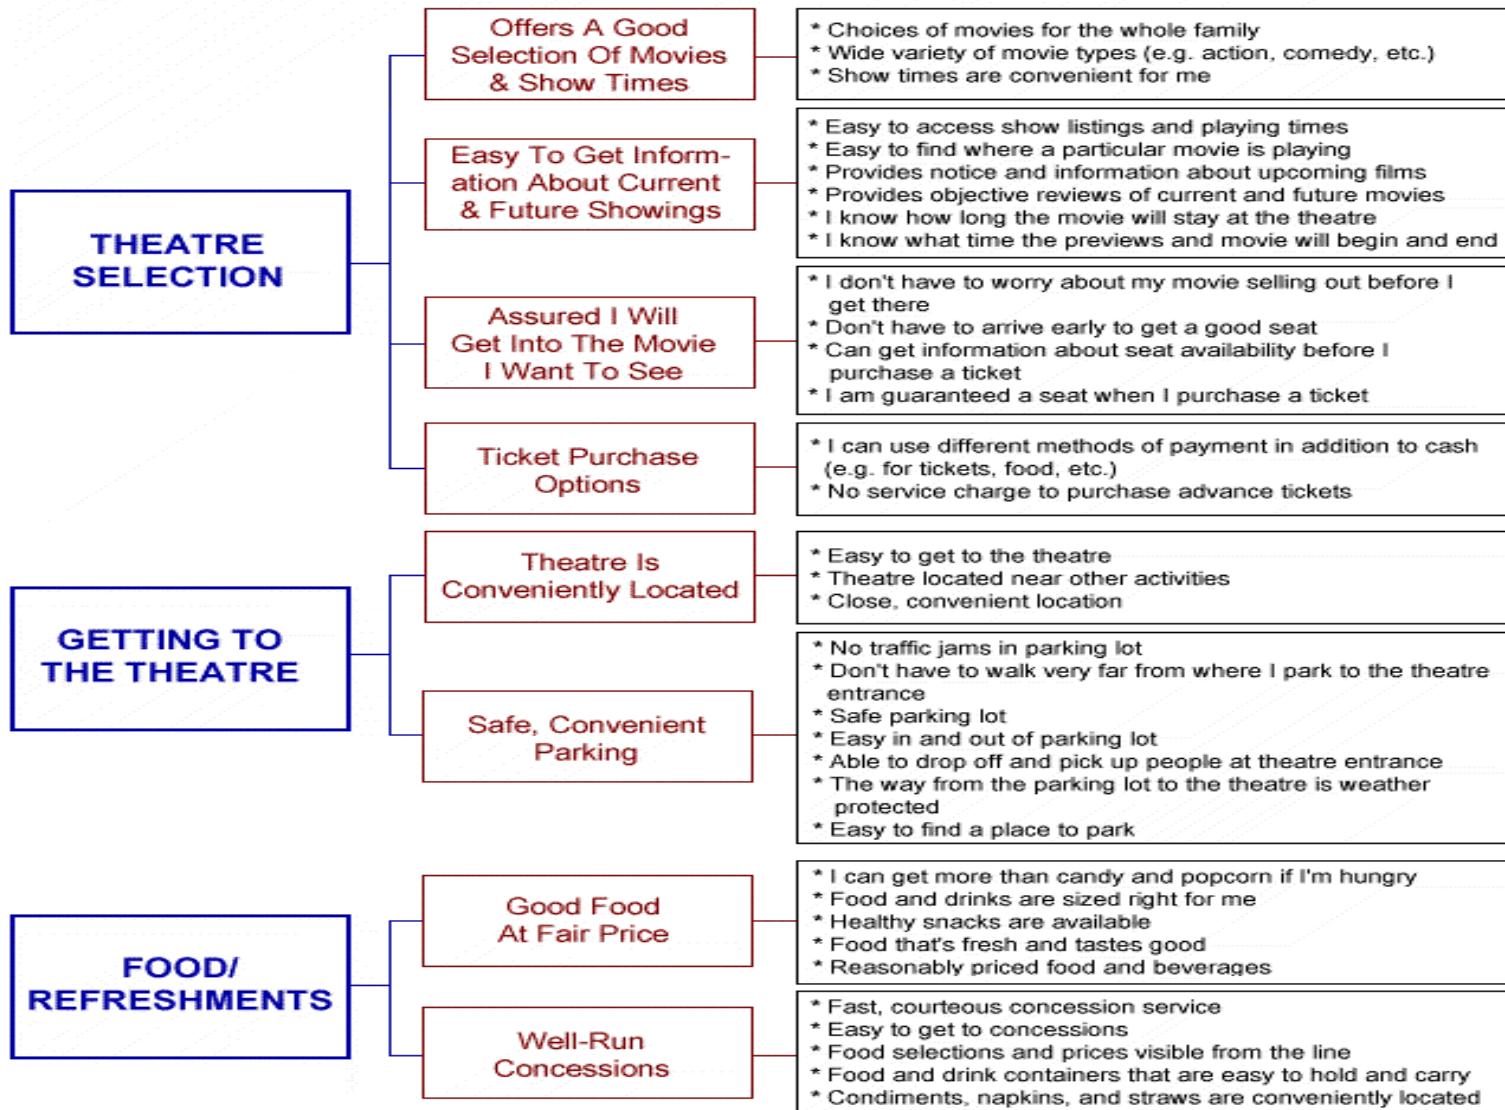 THEATRE
SELECTION
Offers A Good
Selection Of Movies
& Show Times
* Choices of movies for the whole family
* Wide variety of movie types (e.g. action, comedy, etc.)
* Show times are convenient for me
Easy To Get Inform-
ation About Current
& Future Showings
* Easy to access show listings and playing times
* Easy to find where a particular movie is playing
* Provides notice and information about upcoming films
* Provides objective reviews of current and future movies
* I know how long the movie will stay at the theatre
* I know what time the previews and movie will begin and end
Assured I Will
Get Into The Movie
I Want To See
* I don't have to worry about my movie selling out before I
get there
* Don't have to arrive early to get a good seat
* Can get information about seat availability before I
purchase a ticket
* I am guaranteed a seat when I purchase a ticket
Ticket Purchase
Options
* I can use different methods of payment in addition to cash
(e.g. for tickets, food, etc.)
* No service charge to purchase advance tickets
GETTING TO
THE THEATRE
Theatre Is
Conveniently Located
* Easy to get to the theatre
* Theatre located near other activities
* Close, convenient location
Safe, Convenient
Parking
* No traffic jams in parking lot
* Don't have to walk very far from where I park to the theatre
entrance
* Safe parking lot
* Easy in and out of parking lot
* Able to drop off and pick up people at theatre entrance
* The way from the parking lot to the theatre is weather
protected
* Easy to find a place to park
FOOD/
REFRESHMENTS
Good Food
At Fair Price
* I can get more than candy and popcorn if I'm hungry
* Food and drinks are sized right for me
* Healthy snacks are available
* Food that's fresh and tastes good
* Reasonably priced food and beverages
Well-Run
Concessions
* Fast, courteous concession service
* Easy to get to concessions
* Food selections and prices visible from the line
* Food and drink containers that are easy to hold and carry
* Condiments, napkins, and straws are conveniently located